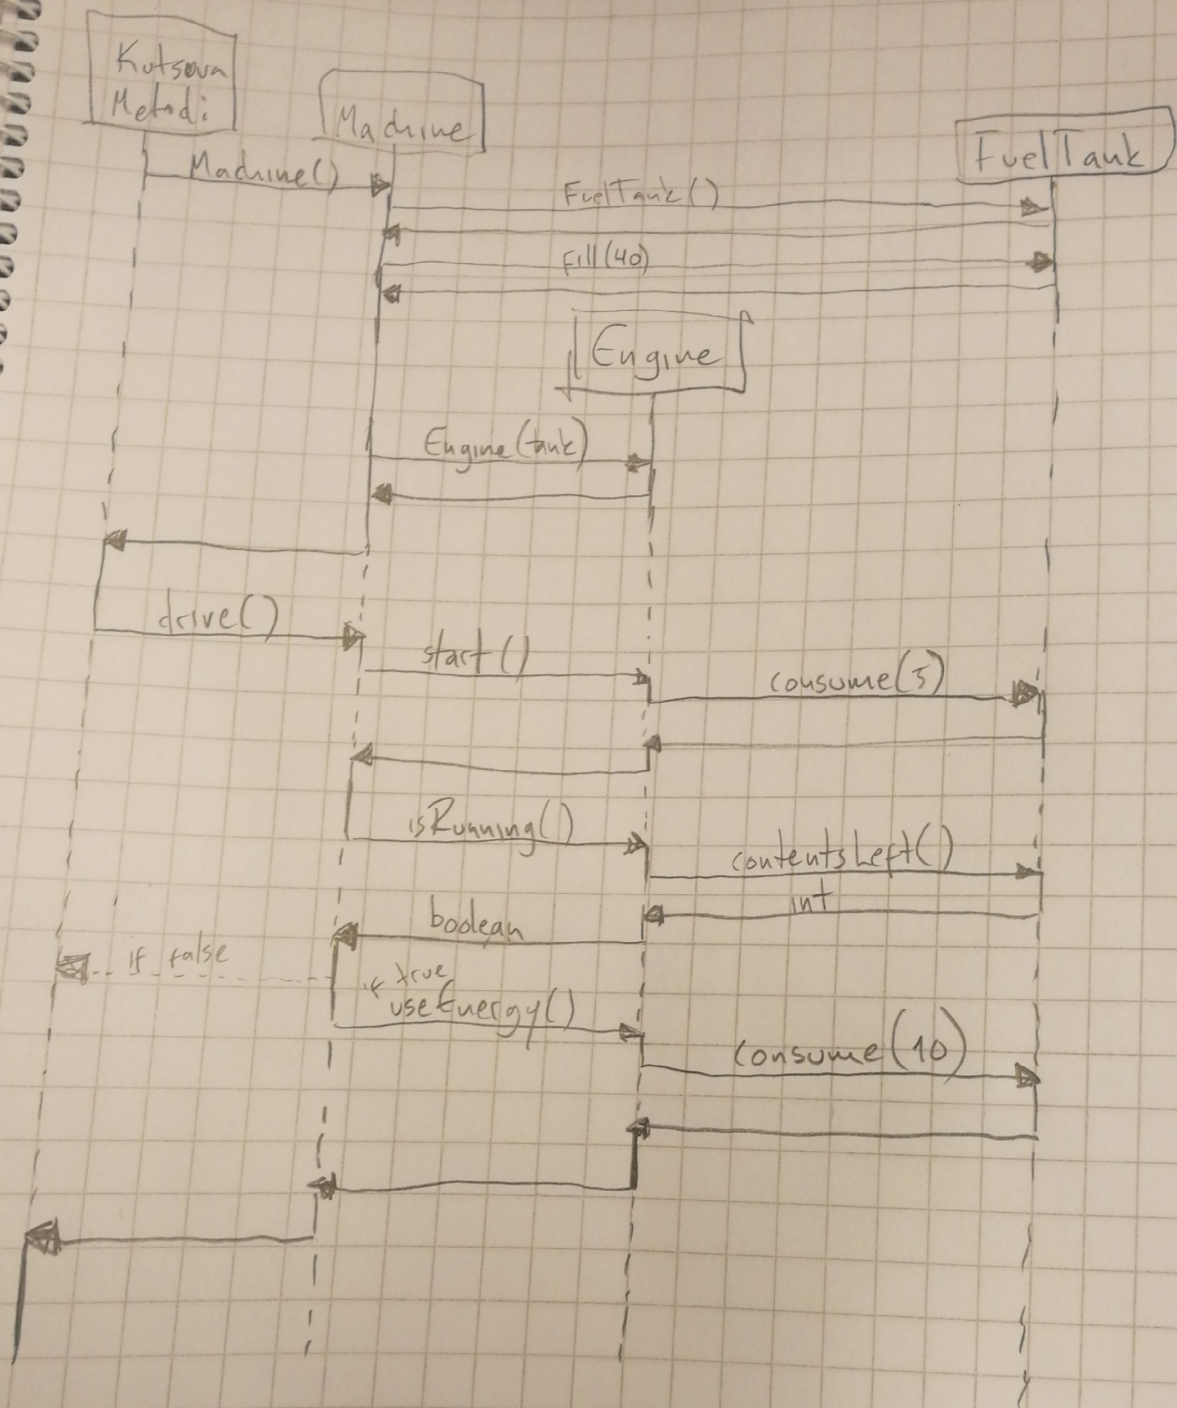 Kutsuva
Metodi
Machine
FuelTank
Machine()
FuelTank()
fill(40)
Engine
Engine(tank)
drive()
start()
consume(5)
isRunning()
contentsLeft()
int
boolean
if false
true
useEnergy()
consume(10)